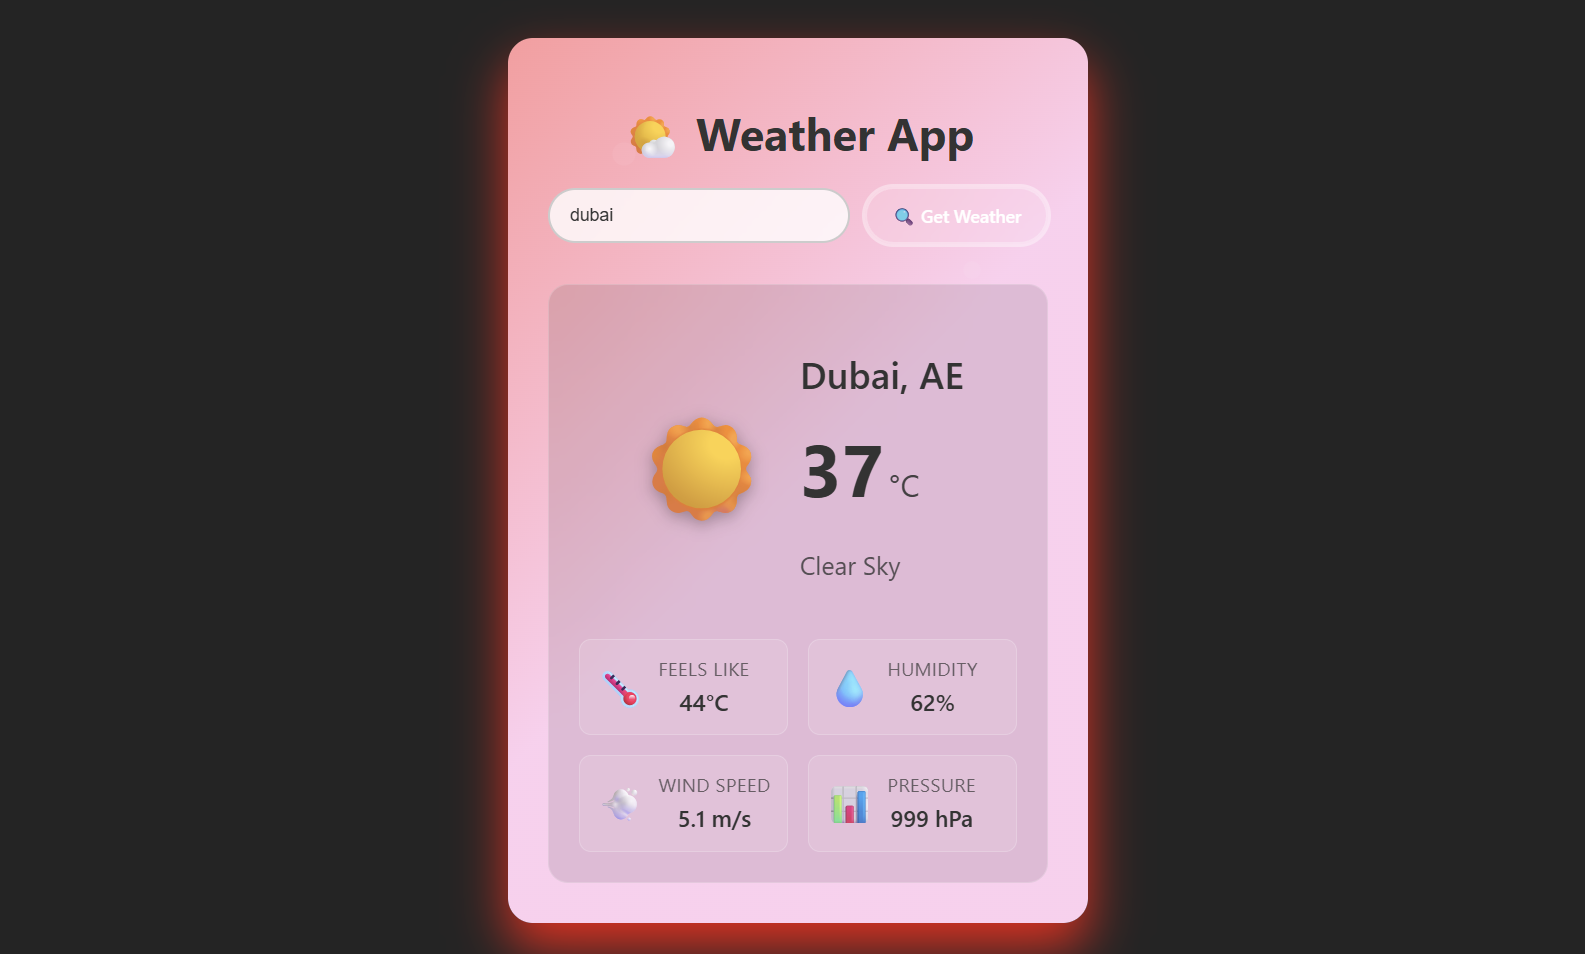 Weather App
dubai
Get Weather
Dubai, AE
37 °C
Clear Sky
FEELS LIKE
44°C
HUMIDITY
62%
WIND SPEED
5.1 m/s
PRESSURE
999 hPa